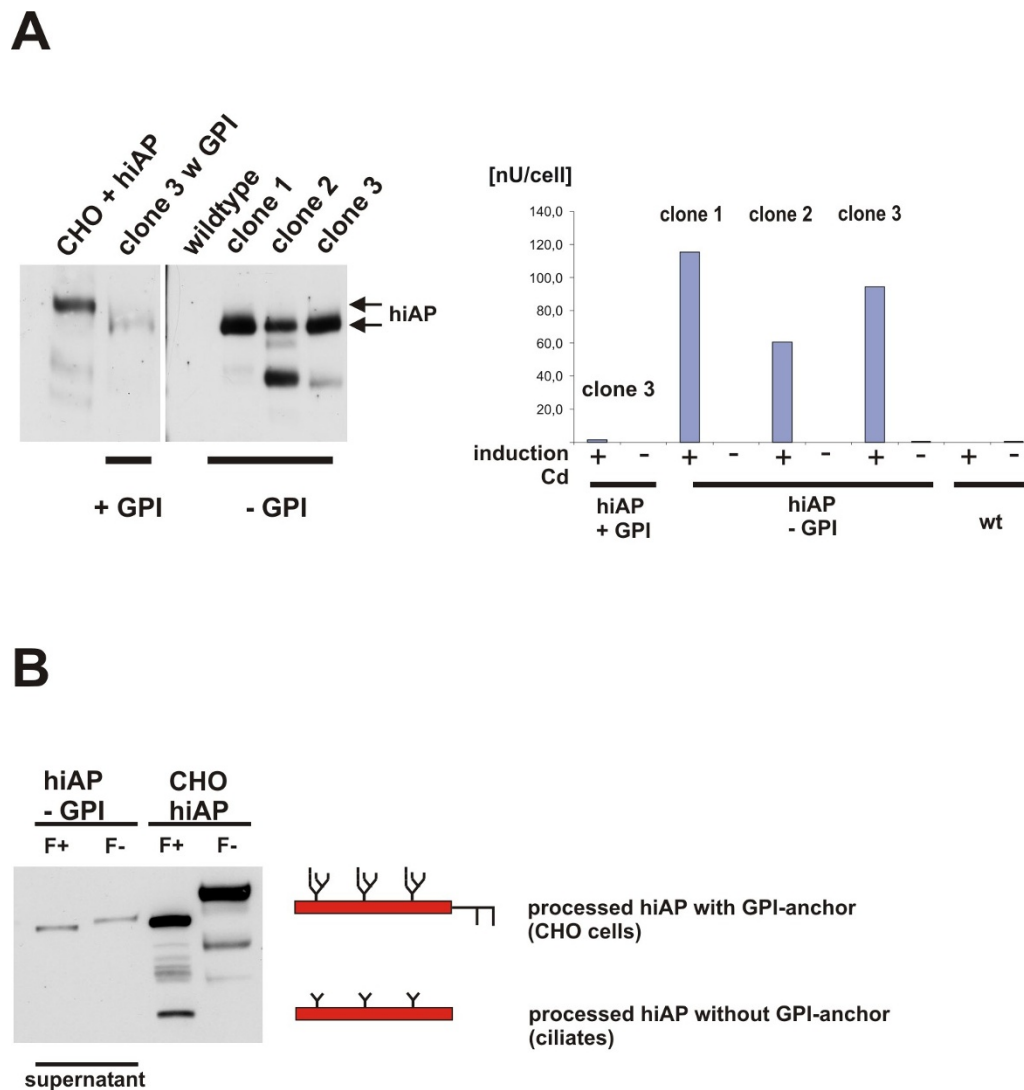 A
CHO + hiAP
clone 3 w GPI
wildtype
clone 1
clone 2
clone 3
hiAP
+ GPI
- GPI
[nU/cell]
140,0
120,0
100,0
80,0
60,0
40,0
20,0
clone 1
clone 2
clone 3
clone 3
induction
Cd
+ - + - + - + - + -
hiAP
+ GPI
hiAP
- GPI
wt
B
hiAP
- GPI
CHO
hiAP
F+ F- F+ F-
supernatant
processed hiAP with GPI-anchor
(CHO cells)
processed hiAP without GPI-anchor
(ciliates)